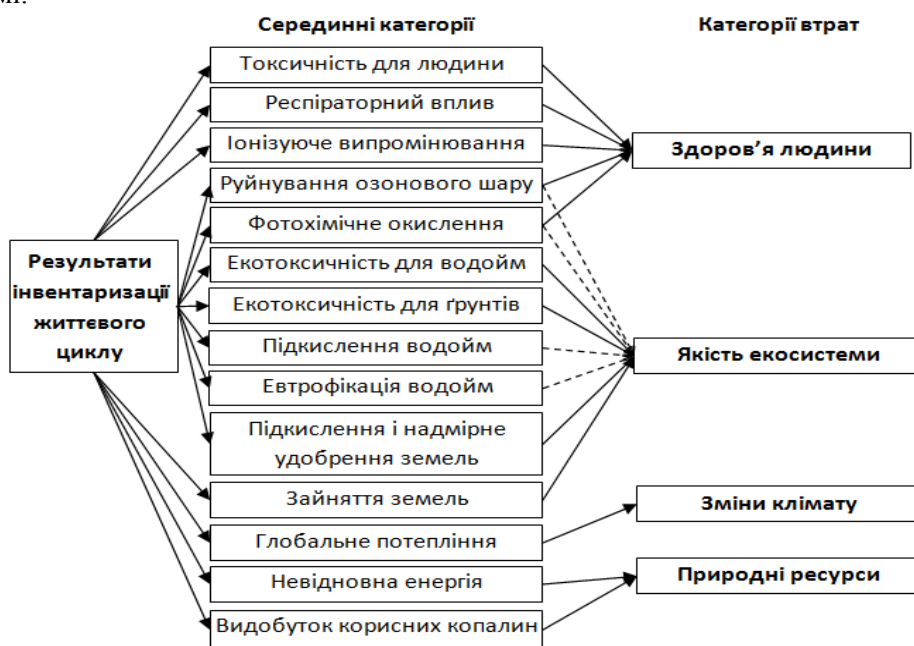 Серединні категорії
Категорії втрат
Токсичність для людини
Респіраторний вплив
Іонізуюче випромінювання
Руйнування озонового шару
Фотохімічне окислення
Екотоксичність для водойм
Екотоксичність для ґрунтів
Підкислення водойм
Евтрофікація водойм
Підкислення і надмірне
удобрення земель
Зайняття земель
Глобальне потепління
Невідновна енергія
Видобуток корисних копалин
Результати
інвентаризації
життєвого
циклу
Здоров’я людини
Якість екосистеми
Зміни клімату
Природні ресурси